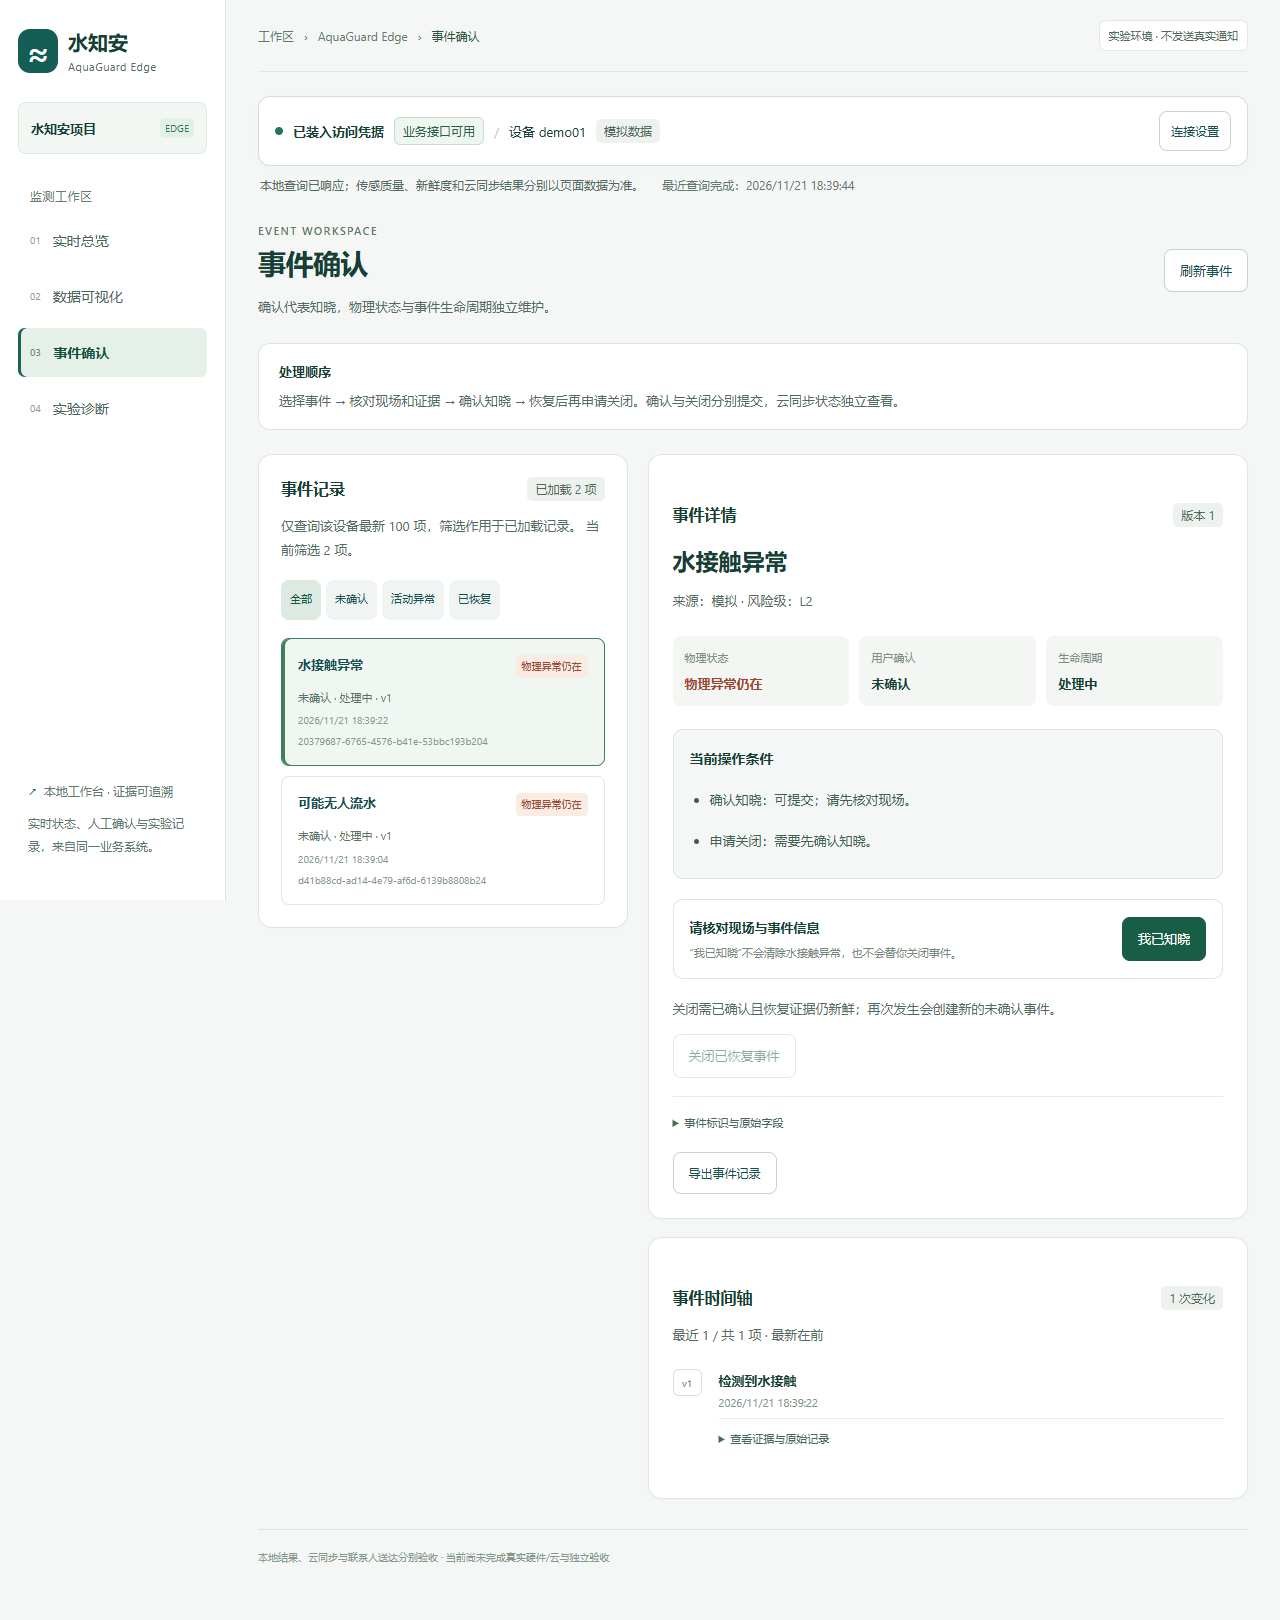 水知安
AquaGuard Edge
水知安项目 EDGE
监测工作区
01 实时总览
02 数据可视化
03 事件确认
04 实验诊断
↗ 本地工作台 · 证据可追溯
实时状态、人工确认与实验记
录，来自同一业务系统。
工作区 › AquaGuard Edge › 事件确认
实验环境 · 不发送真实通知
已装入访问凭据 业务接口可用 / 设备 demo01 模拟数据
连接设置
本地查询已响应；传感质量、新鲜度和云同步结果分别以页面数据为准。 最近查询完成：2026/11/21 18:39:44
EVENT WORKSPACE
事件确认
刷新事件
确认代表知晓，物理状态与事件生命周期独立维护。
处理顺序
选择事件 → 核对现场和证据 → 确认知晓 → 恢复后再申请关闭。确认与关闭分别提交，云同步状态独立查看。
事件记录 已加载 2 项
仅查询该设备最新 100 项，筛选作用于已加载记录。 当
前筛选 2 项。
全部 未确认 活动异常 已恢复
水接触异常 物理异常仍在
未确认 · 处理中 · v1
2026/11/21 18:39:22
20379687-6765-4576-b41e-53bbc193b204
可能无人流水 物理异常仍在
未确认 · 处理中 · v1
2026/11/21 18:39:04
d41b88cd-ad14-4e79-af6d-6139b8808b24
事件详情 版本 1
水接触异常
来源：模拟 · 风险级：L2
物理状态 用户确认 生命周期
物理异常仍在 未确认 处理中
当前操作条件
• 确认知晓：可提交；请先核对现场。
• 申请关闭：需要先确认知晓。
请核对现场与事件信息
“我已知晓”不会清除水接触异常，也不会替你关闭事件。
我已知晓
关闭需已确认且恢复证据仍新鲜；再次发生会创建新的未确认事件。
关闭已恢复事件
▶ 事件标识与原始字段
导出事件记录
事件时间轴 1 次变化
最近 1 / 共 1 项 · 最新在前
v1 检测到水接触
2026/11/21 18:39:22
▶ 查看证据与原始记录
本地结果、云同步与联系人送达分别验收 · 当前尚未完成真实硬件/云与独立验收